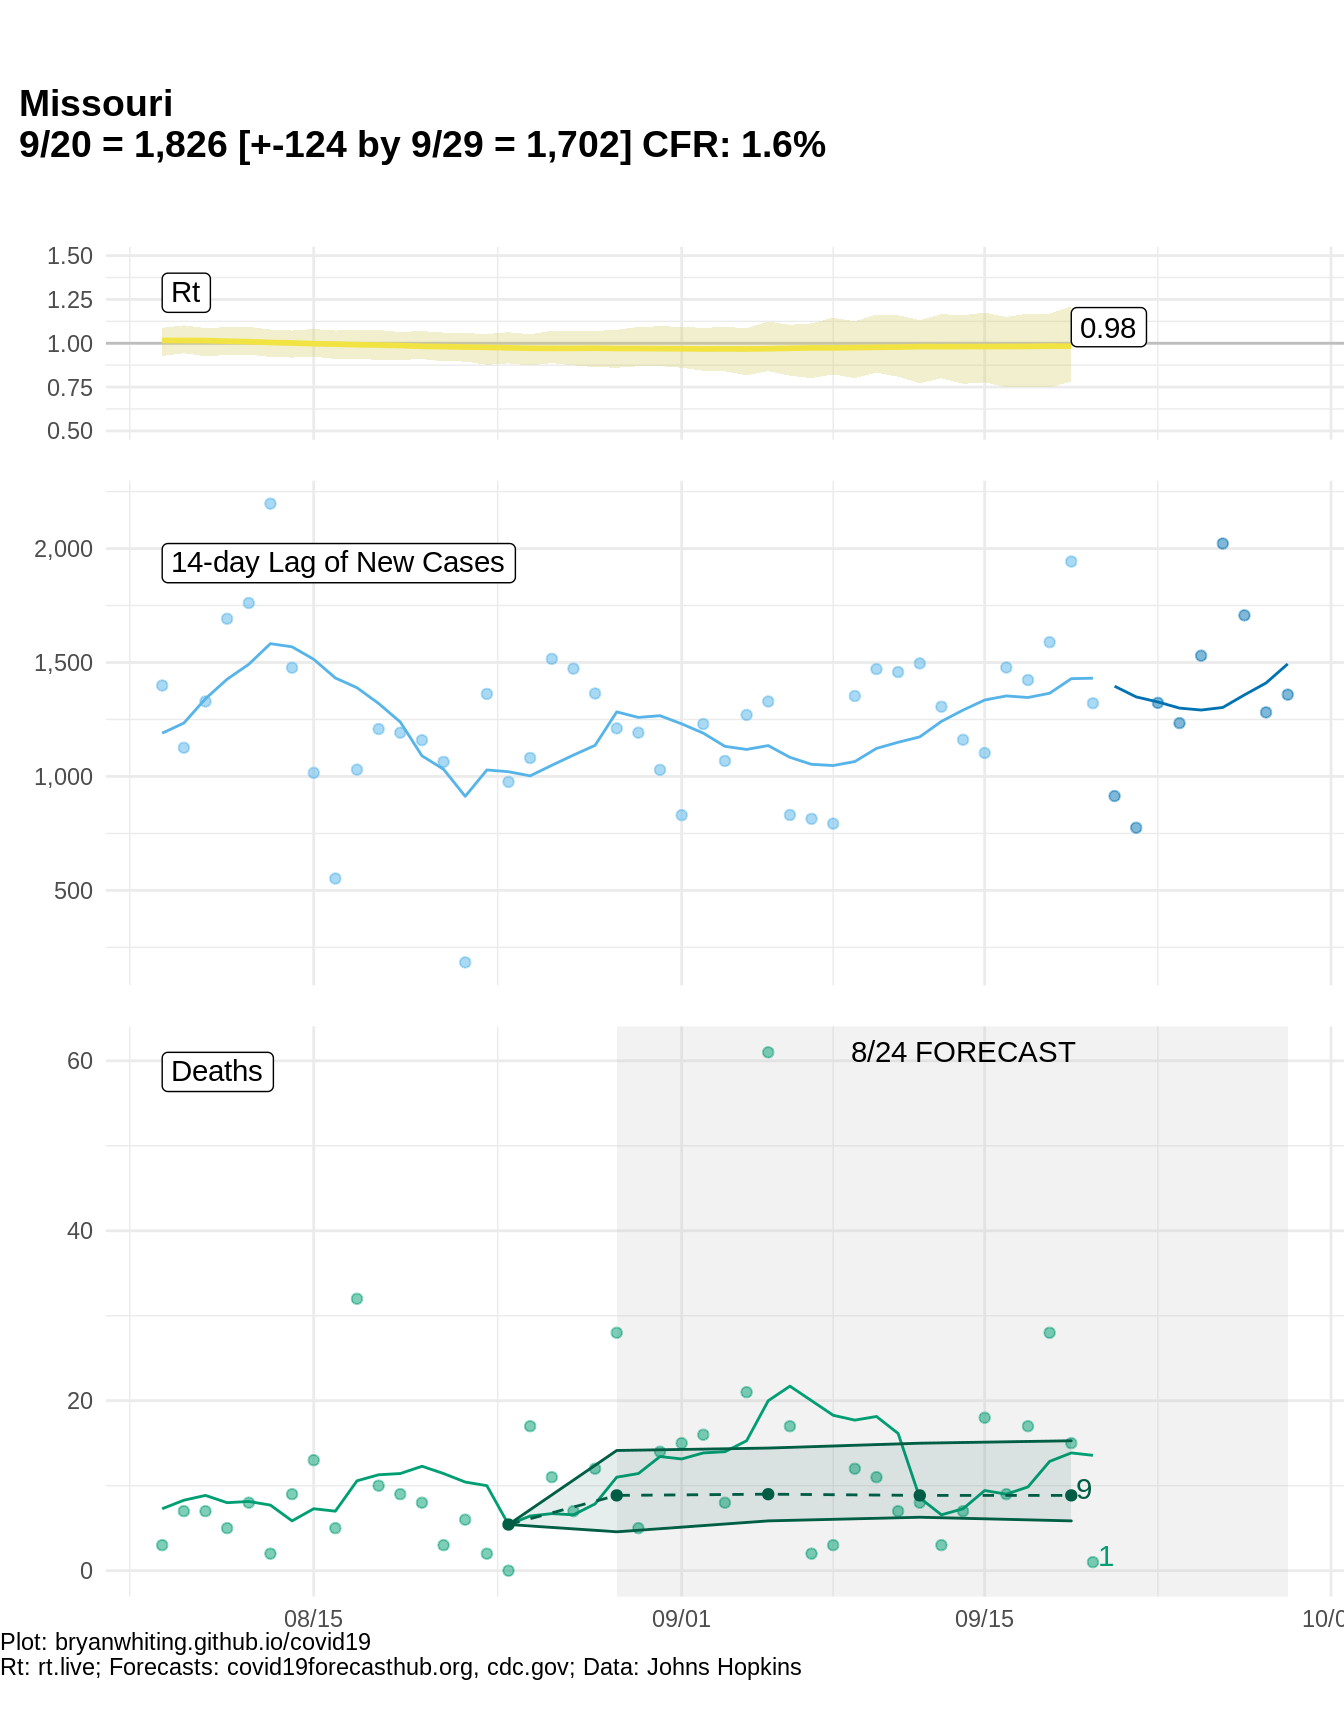 Missouri
9/20 = 1,826 [+-124 by 9/29 = 1,702] CFR: 1.6%
1.50
Rt
1.25
0.98
1.00
0.75
0.50
2,000
14-day Lag of New Cases
1,500
1,000
500
60
Deaths
8/24 FORECAST
40
20
9
1
0
08/15 09/01 09/15 10/0
Plot: bryanwhiting.github.io/covid19
Rt: rt.live; Forecasts: covid19forecasthub.org, cdc.gov; Data: Johns Hopkins